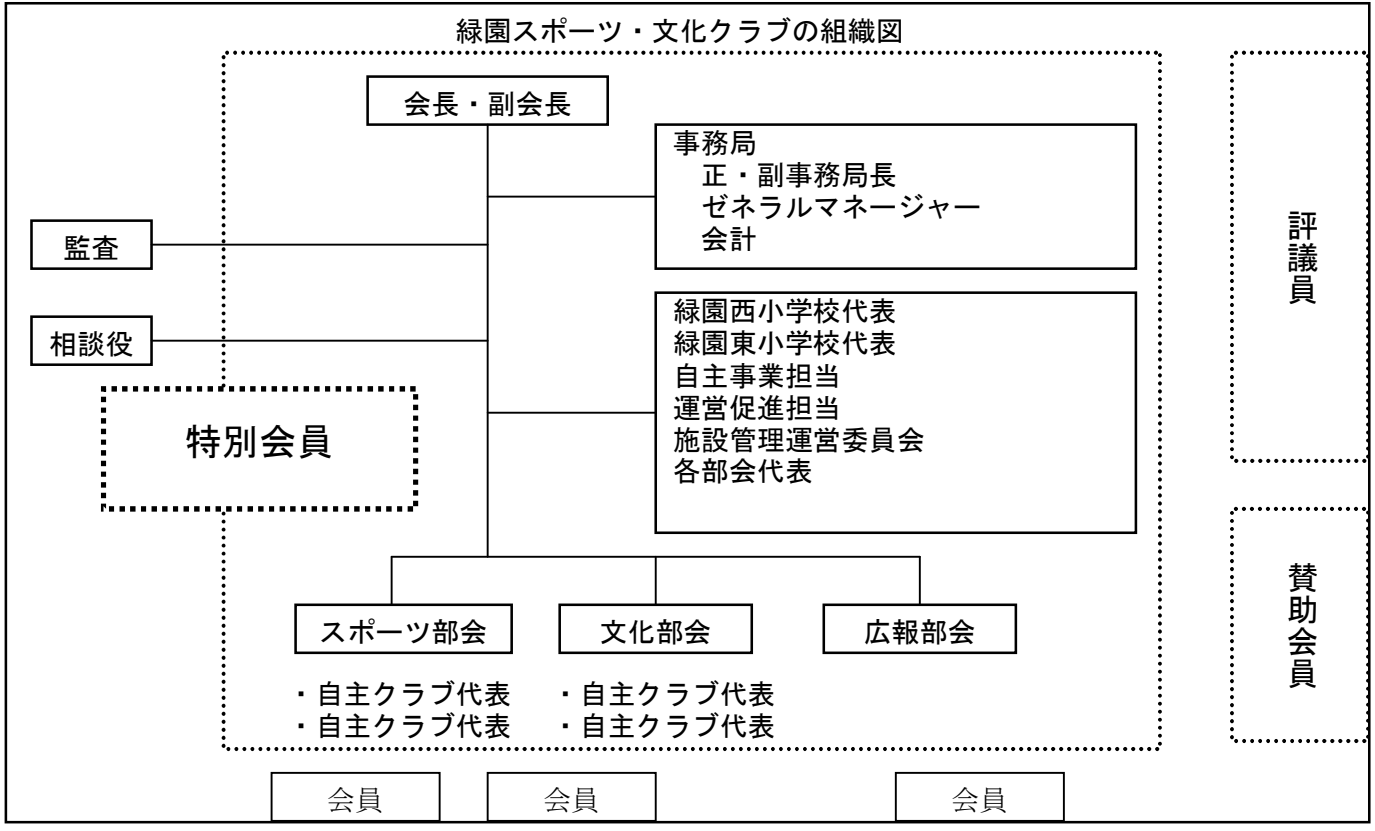 緑園スポーツ・文化クラブの組織図
会長・副会長
事務局
正・副事務局長
ゼネラルマネージャー
会計
監査
相談役
特別会員
緑園西小学校代表
緑園東小学校代表
自主事業担当
運営促進担当
施設管理運営委員会
各部会代表
評議員
賛助会員
スポーツ部会
文化部会
広報部会
・自主クラブ代表
・自主クラブ代表
・自主クラブ代表
・自主クラブ代表
会員
会員
会員